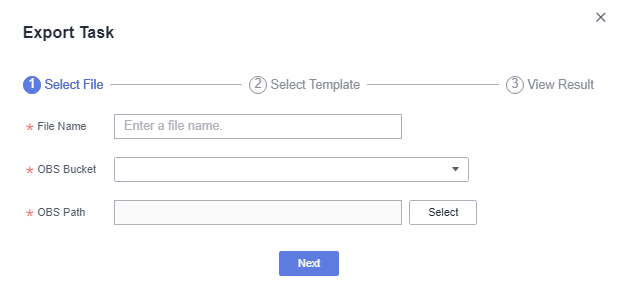 Export Task
1 Select File 2 Select Template 3 View Result
* File Name Enter a file name.
* OBS Bucket
* OBS Path Select
Next